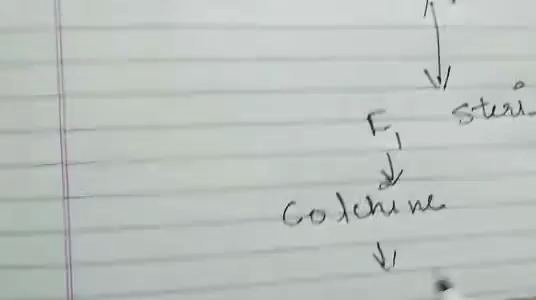 F1 steri
↓
Colchine
↓